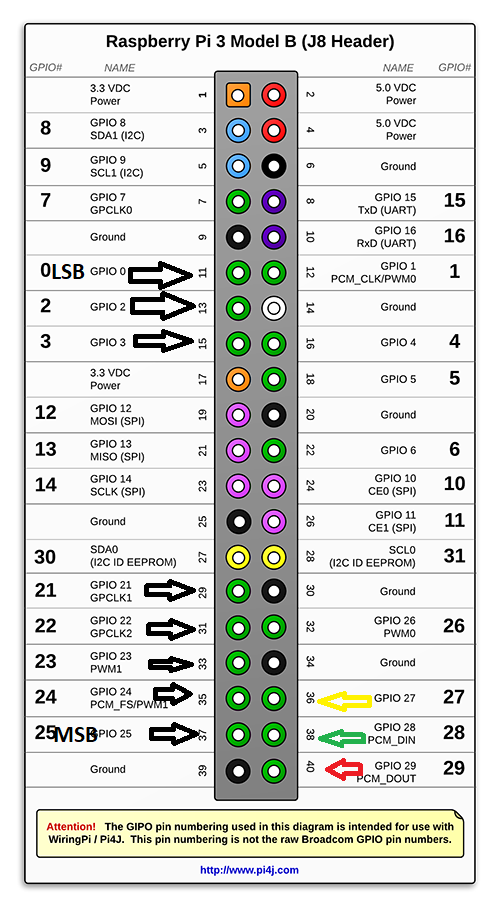 Raspberry Pi 3 Model B (J8 Header)
GPIO# NAME NAME GPIO#
3.3 VDC
Power 1 2 5.0 VDC
Power
8 GPIO 8
SDA1 (I2C) 3 4 5.0 VDC
Power
9 GPIO 9
SCL1 (I2C) 5 6 Ground
7 GPIO 7
GPCLK0 7 8 GPIO 15
TxD (UART) 15
Ground 9 10 GPIO 16
RxD (UART) 16
0LSB GPIO 0 11 12 GPIO 1
PCM_CLK/PWM0 1
2 GPIO 2 13 14 Ground
3 GPIO 3 15 16 GPIO 4 4
3.3 VDC
Power 17 18 GPIO 5 5
12 GPIO 12
MOSI (SPI) 19 20 Ground
13 GPIO 13
MISO (SPI) 21 22 GPIO 6 6
14 GPIO 14
SCLK (SPI) 23 24 GPIO 10
CE0 (SPI) 10
Ground 25 26 GPIO 11
CE1 (SPI) 11
30 SDA0
(I2C ID EEPROM) 27 28 SCL0
(I2C ID EEPROM) 31
21 GPIO 21
GPCLK1 29 30 Ground
22 GPIO 22
GPCLK2 31 32 GPIO 26
PWM0 26
23 GPIO 23
PWM1 33 34 Ground
24 GPIO 24
PCM_FS/PWM1 35 36 GPIO 27 27
25MSB GPIO 25 37 38 GPIO 28
PCM_DIN 28
Ground 39 40 GPIO 29
PCM_DOUT 29
Attention! The GIPO pin numbering used in this diagram is intended for use with
WiringPi / Pi4J. This pin numbering is not the raw Broadcom GPIO pin numbers.
http://www.pi4j.com